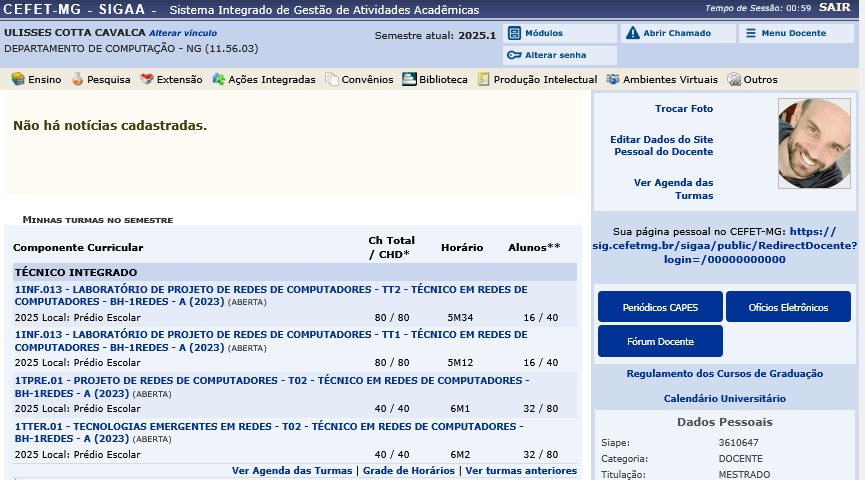 CEFET-MG - SIGAA - Sistema Integrado de Gestão de Atividades Acadêmicas Tempo de Sessão: 00:59 SAIR
ULISSES COTTA CAVALCA Alterar vínculo
DEPARTAMENTO DE COMPUTAÇÃO - NG (11.56.03)
Semestre atual: 2025.1
Módulos
Abrir Chamado
Menu Docente
Alterar senha
Ensino Pesquisa Extensão Ações Integradas Convênios Biblioteca Produção Intelectual Ambientes Virtuais Outros
Não há notícias cadastradas.
MINHAS TURMAS NO SEMESTRE
Componente Curricular Ch Total / CHD* Horário Alunos**
TÉCNICO INTEGRADO
1INF.013 - LABORATÓRIO DE PROJETO DE REDES DE COMPUTADORES - TT2 - TÉCNICO EM REDES DE
COMPUTADORES - BH-1REDES - A (2023) (ABERTA)
2025 Local: Prédio Escolar 80 / 80 5M34 16 / 40
1INF.013 - LABORATÓRIO DE PROJETO DE REDES DE COMPUTADORES - TT1 - TÉCNICO EM REDES DE
COMPUTADORES - BH-1REDES - A (2023) (ABERTA)
2025 Local: Prédio Escolar 80 / 80 5M12 16 / 40
1TPRE.01 - PROJETO DE REDES DE COMPUTADORES - T02 - TÉCNICO EM REDES DE COMPUTADORES -
BH-1REDES - A (2023) (ABERTA)
2025 Local: Prédio Escolar 40 / 40 6M1 32 / 80
1TTER.01 - TECNOLOGIAS EMERGENTES EM REDES - T02 - TÉCNICO EM REDES DE COMPUTADORES -
BH-1REDES - A (2023) (ABERTA)
2025 Local: Prédio Escolar 40 / 40 6M2 32 / 80
Ver Agenda das Turmas | Grade de Horários | Ver turmas anteriores
Trocar Foto
Editar Dados do Site
Pessoal do Docente
Ver Agenda das
Turmas
Sua página pessoal no CEFET-MG: https://
sig.cefetmg.br/sigaa/public/RedirectDocente?
login=/00000000000
Periódicos CAPES
Ofícios Eletrônicos
Fórum Docente
Regulamento dos Cursos de Graduação
Calendário Universitário
Dados Pessoais
Siape: 3610647
Categoria: DOCENTE
Titulação: MESTRADO